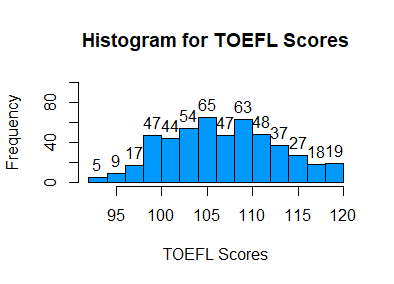 Histogram for TOEFL Scores
Frequency
0 40 80
5 9 17 47 44 54 65 47 63 48 37 27 18 19
95 100 105 110 115 120
TOEFL Scores